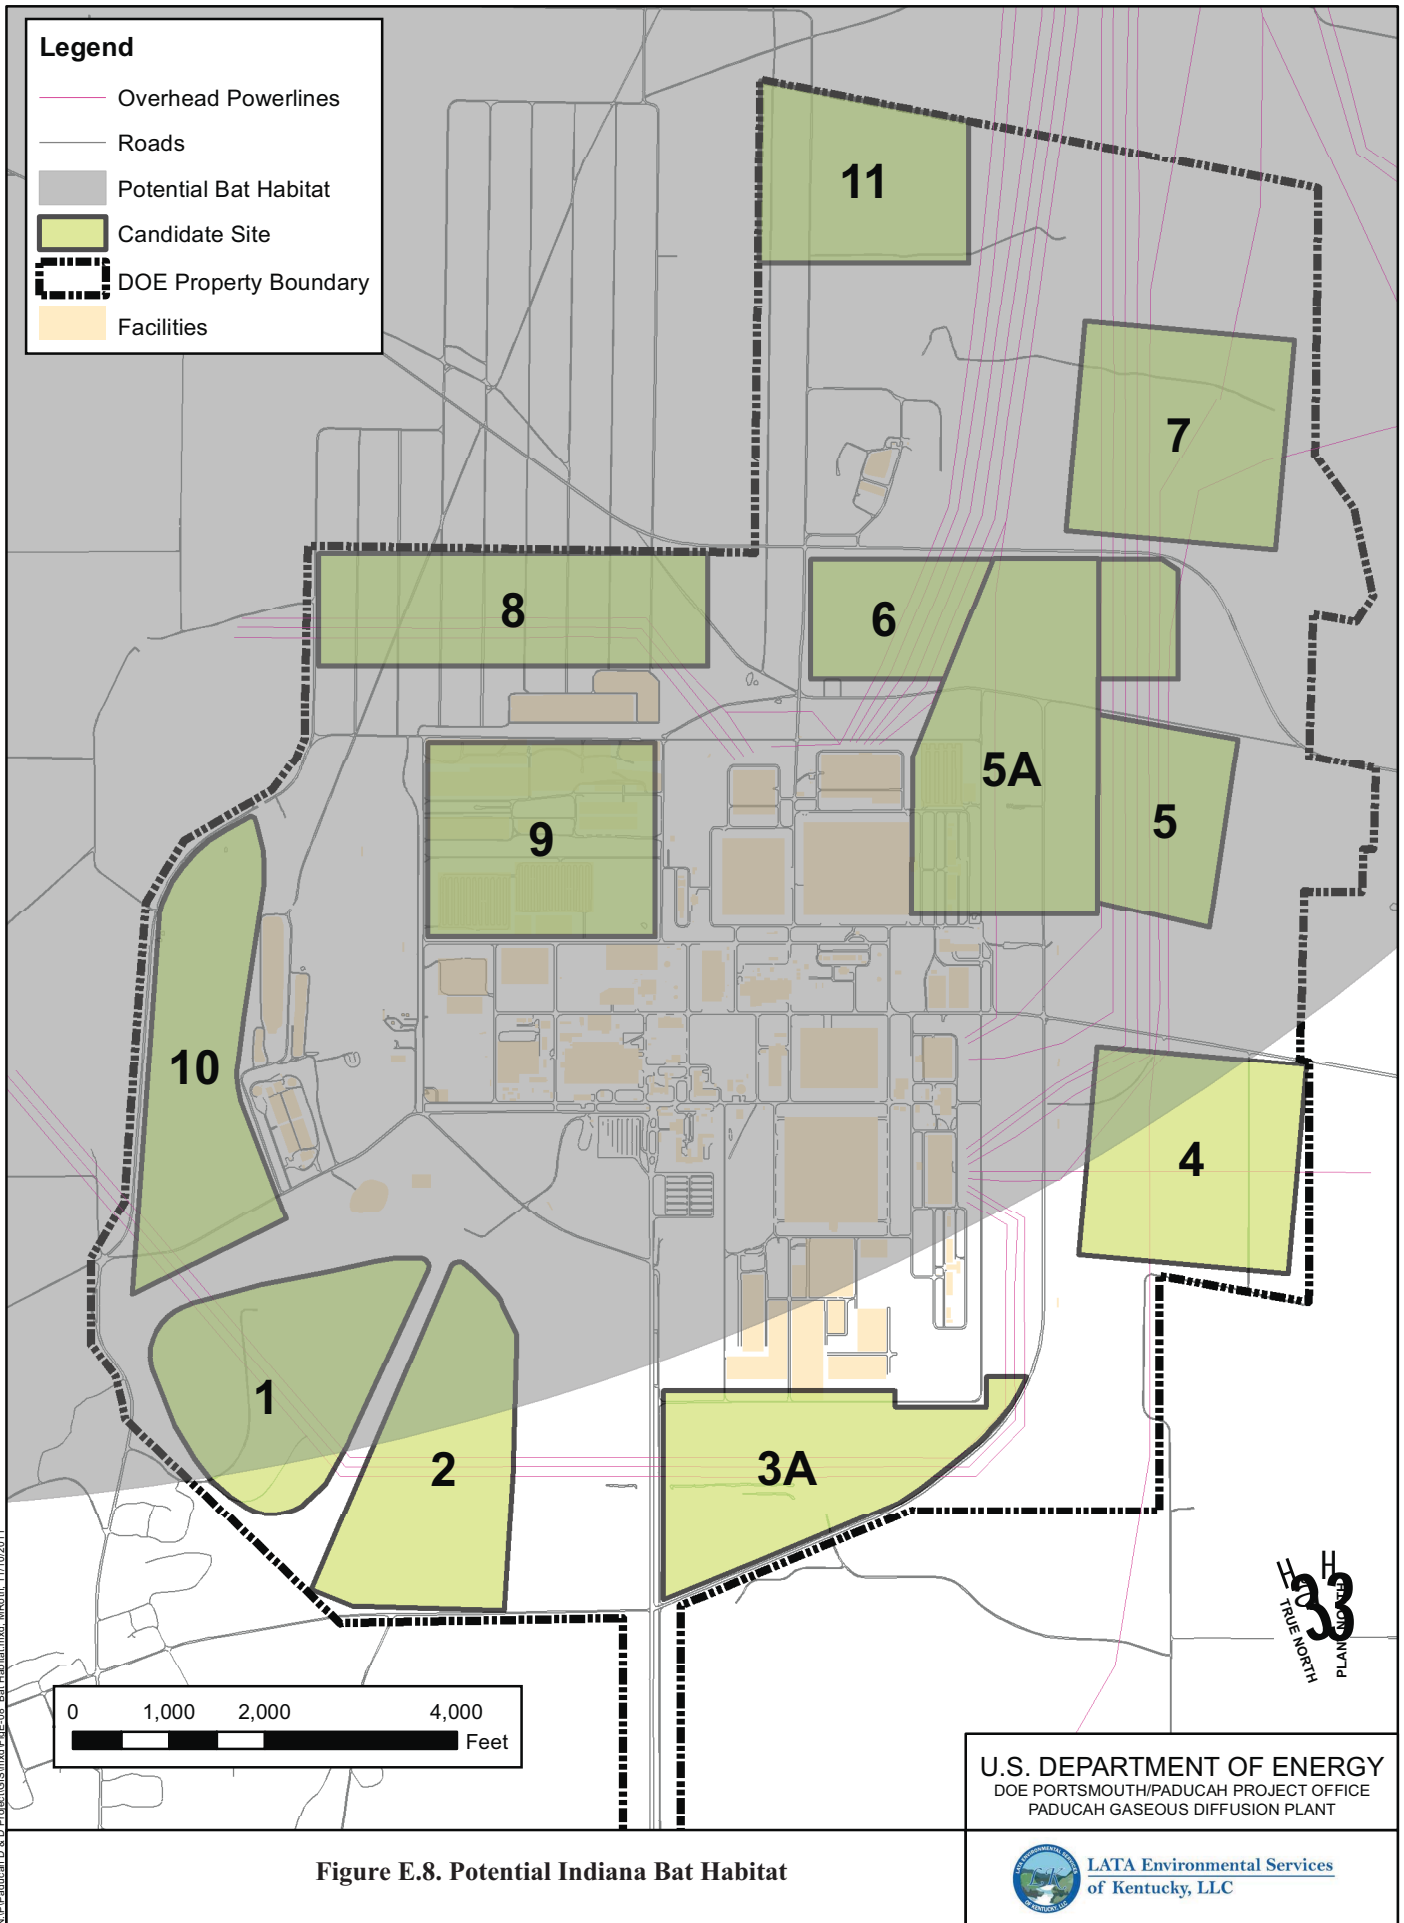 Legend
Overhead Powerlines
Roads
Potential Bat Habitat
Candidate Site
DOE Property Boundary
Facilities
11
7
8
6
5A
5
9
10
4
1
2
3A
TRUE NORTH
PLANT NORTH
0 1,000 2,000 4,000
Feet
U.S. DEPARTMENT OF ENERGY
DOE PORTSMOUTH/PADUCAH PROJECT OFFICE
PADUCAH GASEOUS DIFFUSION PLANT
Figure E.8. Potential Indiana Bat Habitat
LATA Environmental Services
of Kentucky, LLC